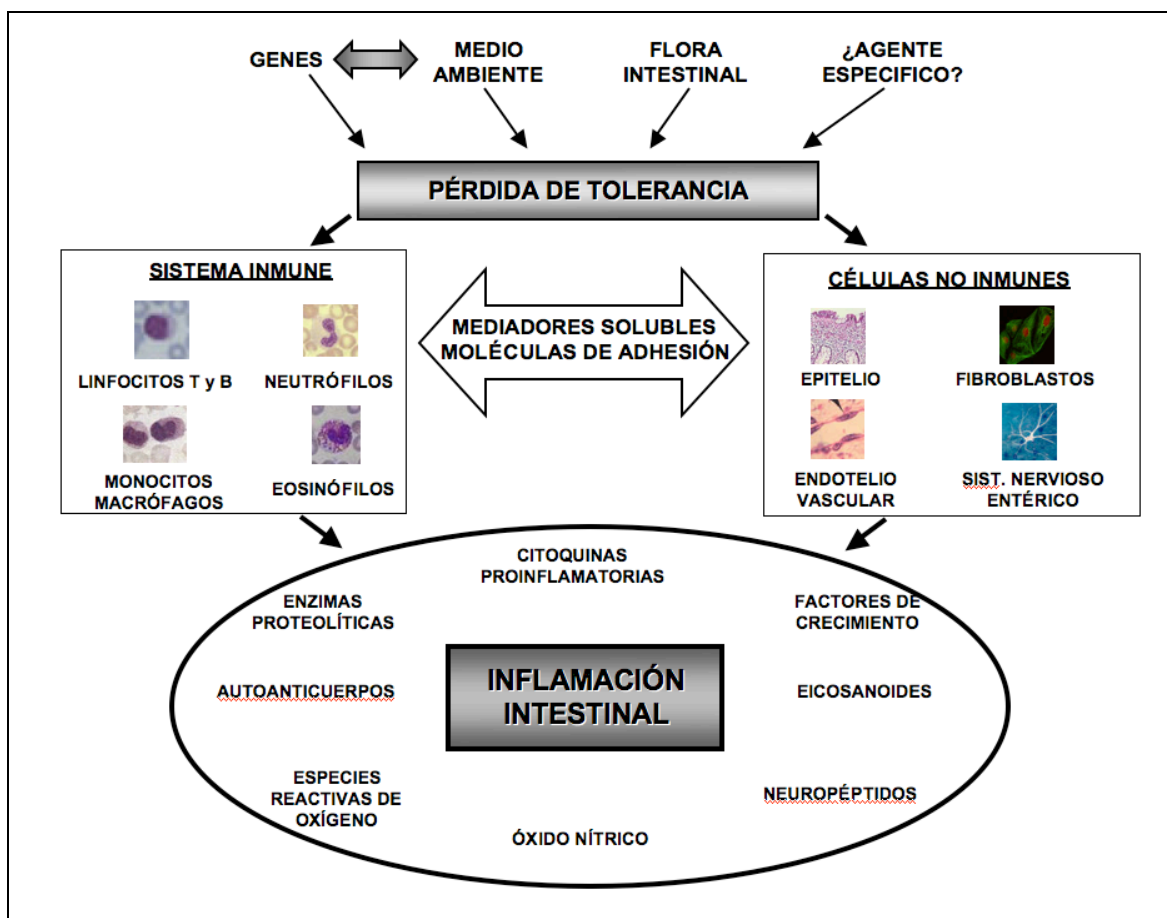 GENES
MEDIO
AMBIENTE
FLORA
INTESTINAL
¿AGENTE
ESPECIFICO?
PÉRDIDA DE TOLERANCIA
SISTEMA INMUNE
LINFOCITOS T y B
NEUTRÓFILOS
MONOCITOS
MACRÓFAGOS
EOSINÓFILOS
MEDIADORES SOLUBLES
MOLÉCULAS DE ADHESIÓN
CÉLULAS NO INMUNES
EPITELIO
FIBROBLASTOS
ENDOTELIO
VASCULAR
SIST. NERVIOSO
ENTÉRICO
CITOQUINAS
PROINFLAMATORIAS
ENZIMAS
PROTEOLÍTICAS
FACTORES DE
CRECIMIENTO
AUTOANTICUERPOS
INFLAMACIÓN
INTESTINAL
EICOSANOIDES
ESPECIES
REACTIVAS DE
OXÍGENO
NEUROPÉPTIDOS
ÓXIDO NÍTRICO